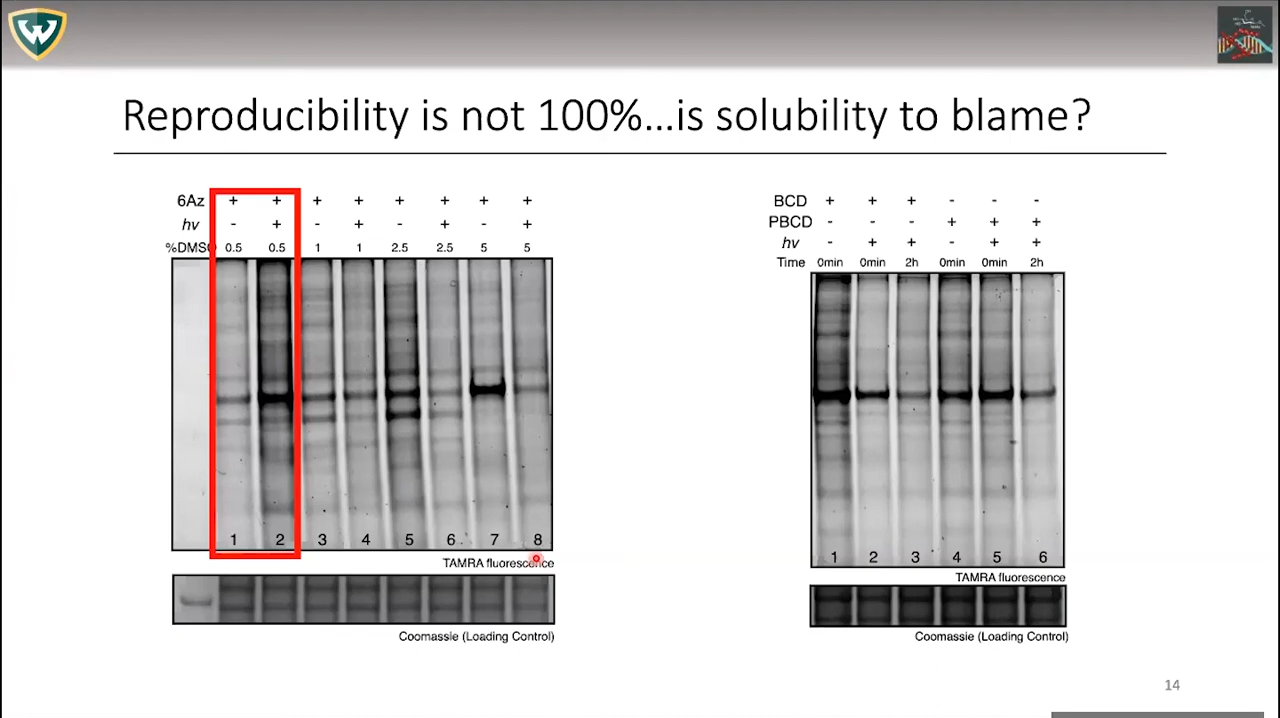 Reproducibility is not 100%...is solubility to blame?
6Az + + + + + + + +
hv - + - + - + - +
%DMSO 0.5 0.5 1 1 2.5 2.5 5 5
1 2 3 4 5 6 7 8
TAMRA fluorescence
Coomassie (Loading Control)
BCD + + + - - -
PBCD - - - + + +
hv - + + - + +
Time 0min 0min 2h 0min 0min 2h
1 2 3 4 5 6
TAMRA fluorescence
Coomassie (Loading Control)
14